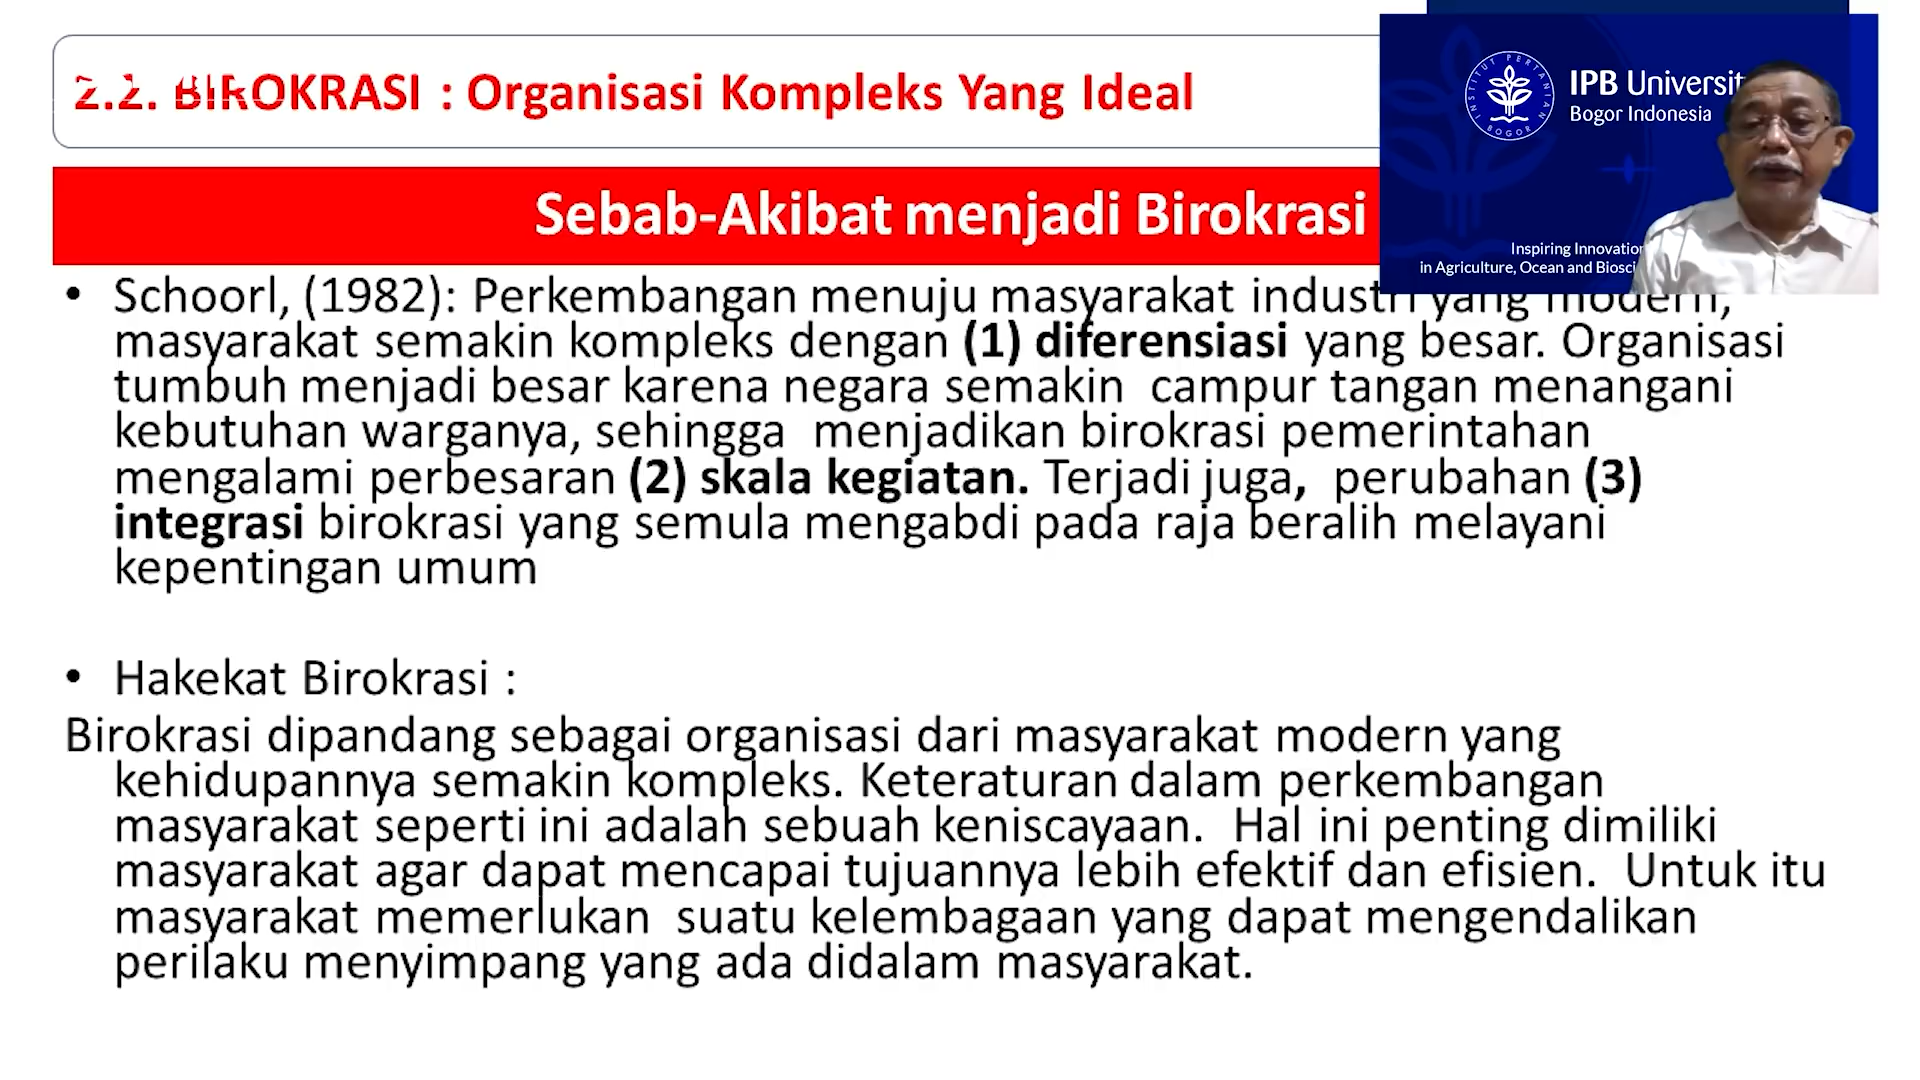 2.2. BIROKRASI : Organisasi Kompleks Yang Ideal
Sebab-Akibat menjadi Birokrasi
• Schoorl, (1982): Perkembangan menuju masyarakat industri yang modern,
masyarakat semakin kompleks dengan (1) diferensiasi yang besar. Organisasi
tumbuh menjadi besar karena negara semakin campur tangan menangani
kebutuhan warganya, sehingga menjadikan birokrasi pemerintahan
mengalami perbesaran (2) skala kegiatan. Terjadi juga, perubahan (3)
integrasi birokrasi yang semula mengabdi pada raja beralih melayani
kepentingan umum
• Hakekat Birokrasi :
Birokrasi dipandang sebagai organisasi dari masyarakat modern yang
kehidupannya semakin kompleks. Keteraturan dalam perkembangan
masyarakat seperti ini adalah sebuah keniscayaan. Hal ini penting dimiliki
masyarakat agar dapat mencapai tujuannya lebih efektif dan efisien. Untuk itu
masyarakat memerlukan suatu kelembagaan yang dapat mengendalikan
perilaku menyimpang yang ada didalam masyarakat.
INSTITUT PERTANIAN
BOGOR
IPB Universit
Bogor Indonesia
Inspiring Innovation
in Agriculture, Ocean and Biosci